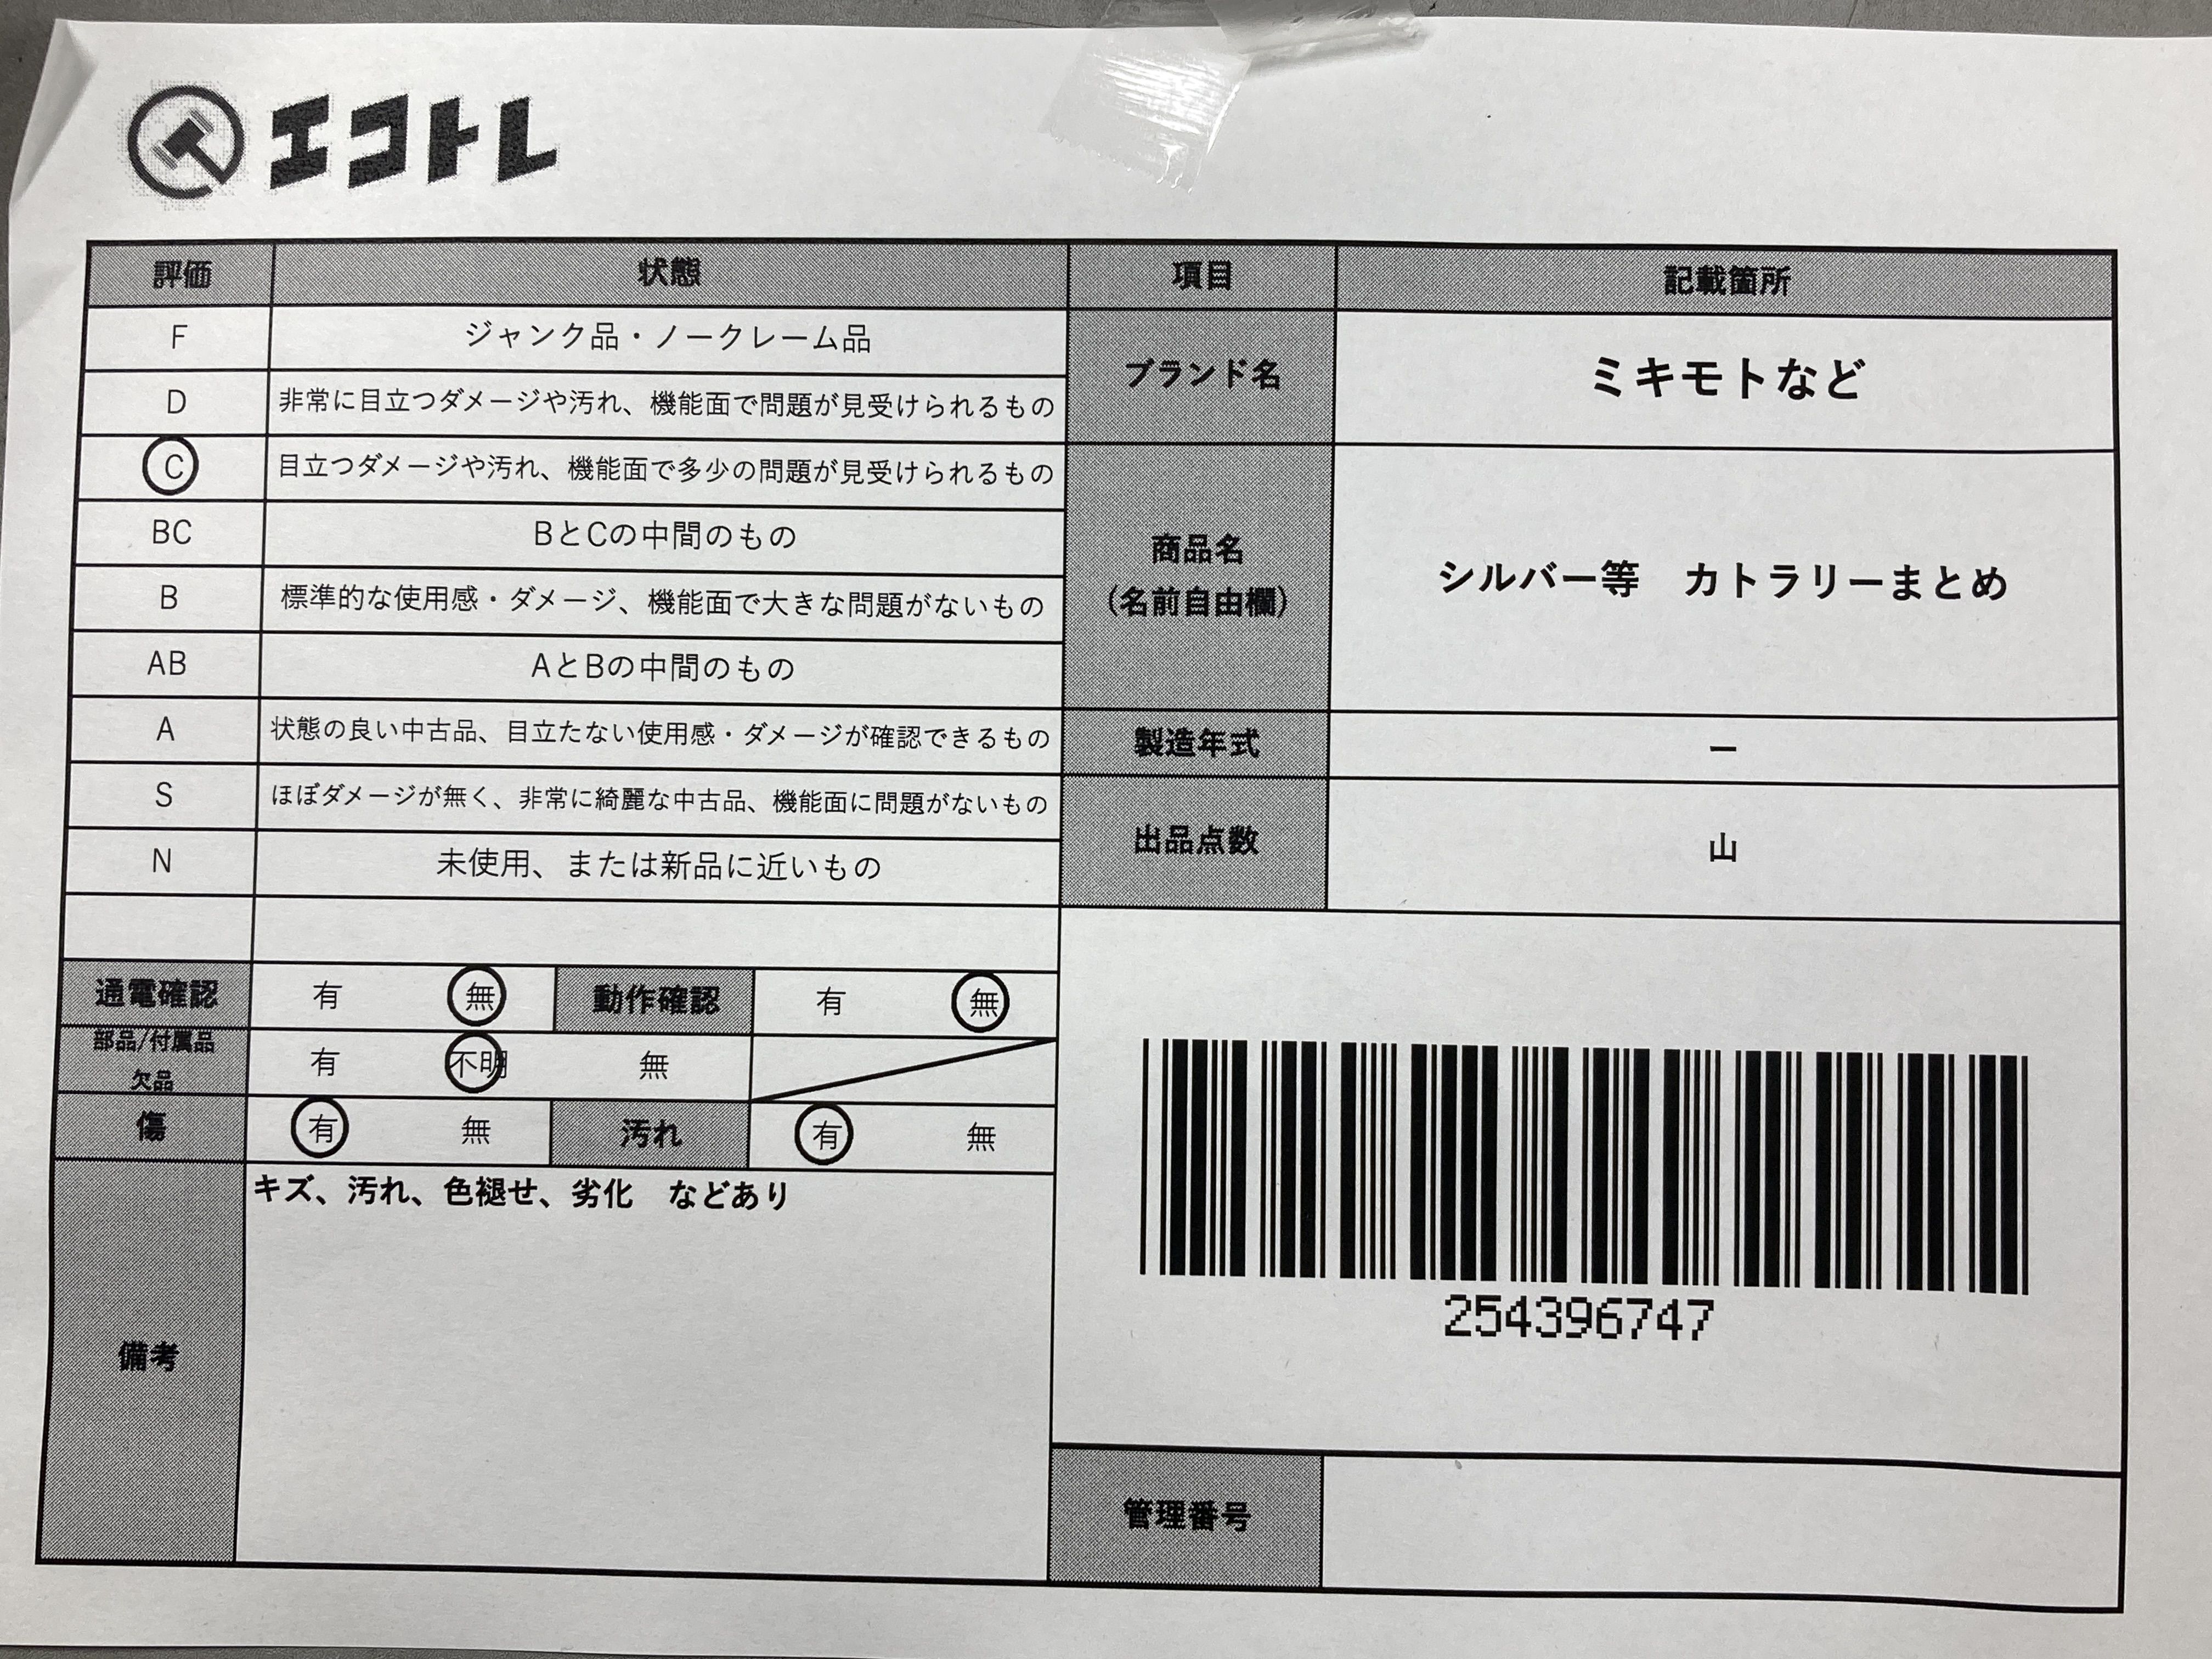 エコトレ
評価 状態 項目 記載箇所
F ジャンク品・ノークレーム品
D 非常に目立つダメージや汚れ、機能面で問題が見受けられるもの
ブランド名 ミキモトなど
C 目立つダメージや汚れ、機能面で多少の問題が見受けられるもの
BC BとCの中間のもの
B 標準的な使用感・ダメージ、機能面で大きな問題がないもの
商品名
(名前自由欄)
シルバー等　カトラリーまとめ
AB AとBの中間のもの
A 状態の良い中古品、目立たない使用感・ダメージが確認できるもの
製造年式 ー
S ほぼダメージが無く、非常に綺麗な中古品、機能面に問題がないもの
N 未使用、または新品に近いもの
出品点数 山
通電確認 有 無 動作確認 有 無
部品/付属品
欠品
有 不明 無
傷 有 無 汚れ 有 無
備考
キズ、汚れ、色褪せ、劣化　などあり
254396747
管理番号